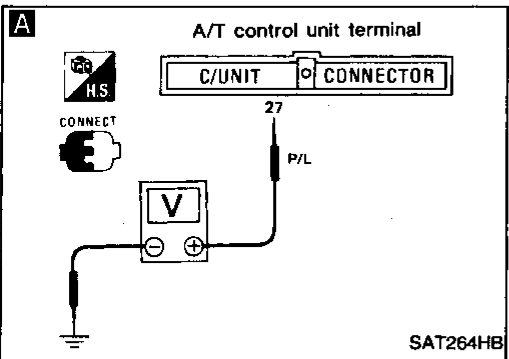 A
A/T control unit terminal
H.S.
C/UNIT CONNECTOR
CONNECT
27
P/L
V
− +
SAT264HB